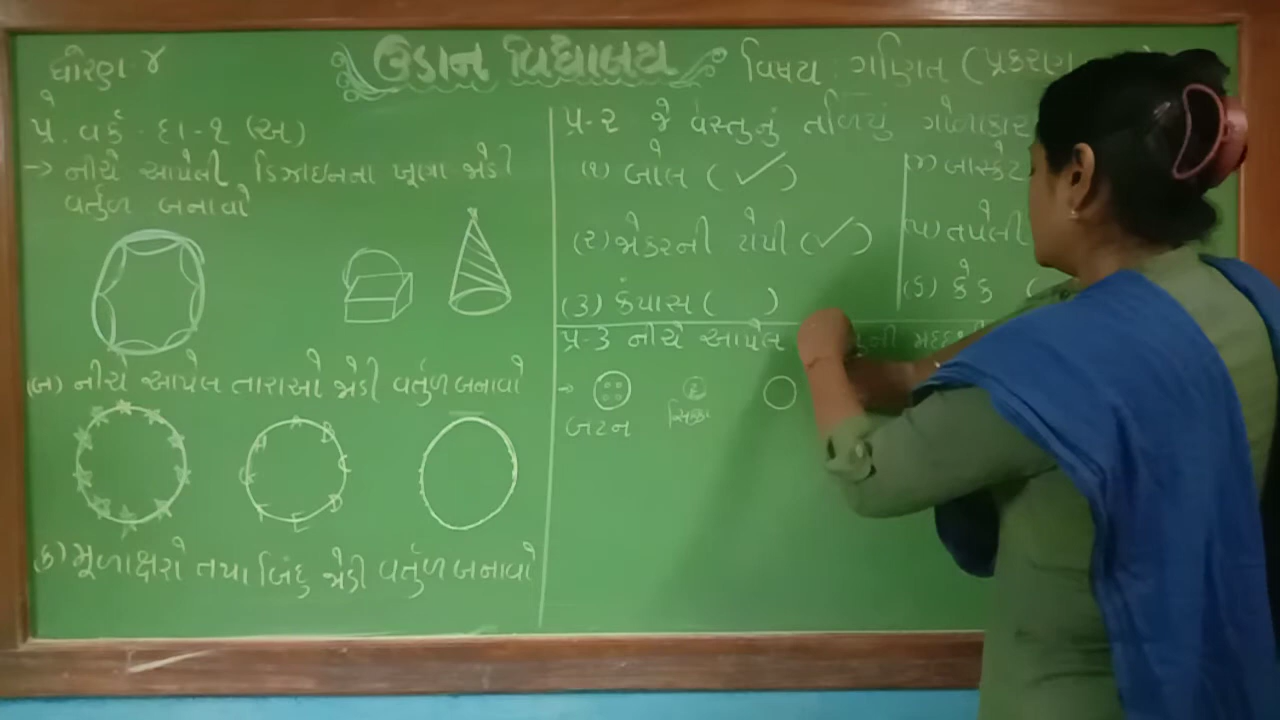 ધોરણ ૪
ઉડાન વિદ્યાલય
વિષય : ગણિત (પ્રકરણ
પ્રે. વર્ક - ૬ા - ૧ (અ)
→ નીચે આપેલી ડિઝાઇનના ખૂણા જોડી
વર્તુળ બનાવો
(બ) નીચે આપેલ તારાઓ જોડી વર્તુળ બનાવો
(ક) મૂળાક્ષરો તથા બિંદુ જોડી વર્તુળ બનાવો
પ્ર-૨ જે વસ્તુનું તળિયું ગોળાકાર
(૧) બોલ ( ✓ )
(૨) જોકરની ટોપી ( ✓ )
(૩) કંપાસ ( )
(૪) બાસ્કેટ
(૫) તપેલી
(૬) કેક (
પ્ર-૩ નીચે આપેલ
→ બટન સિક્કા